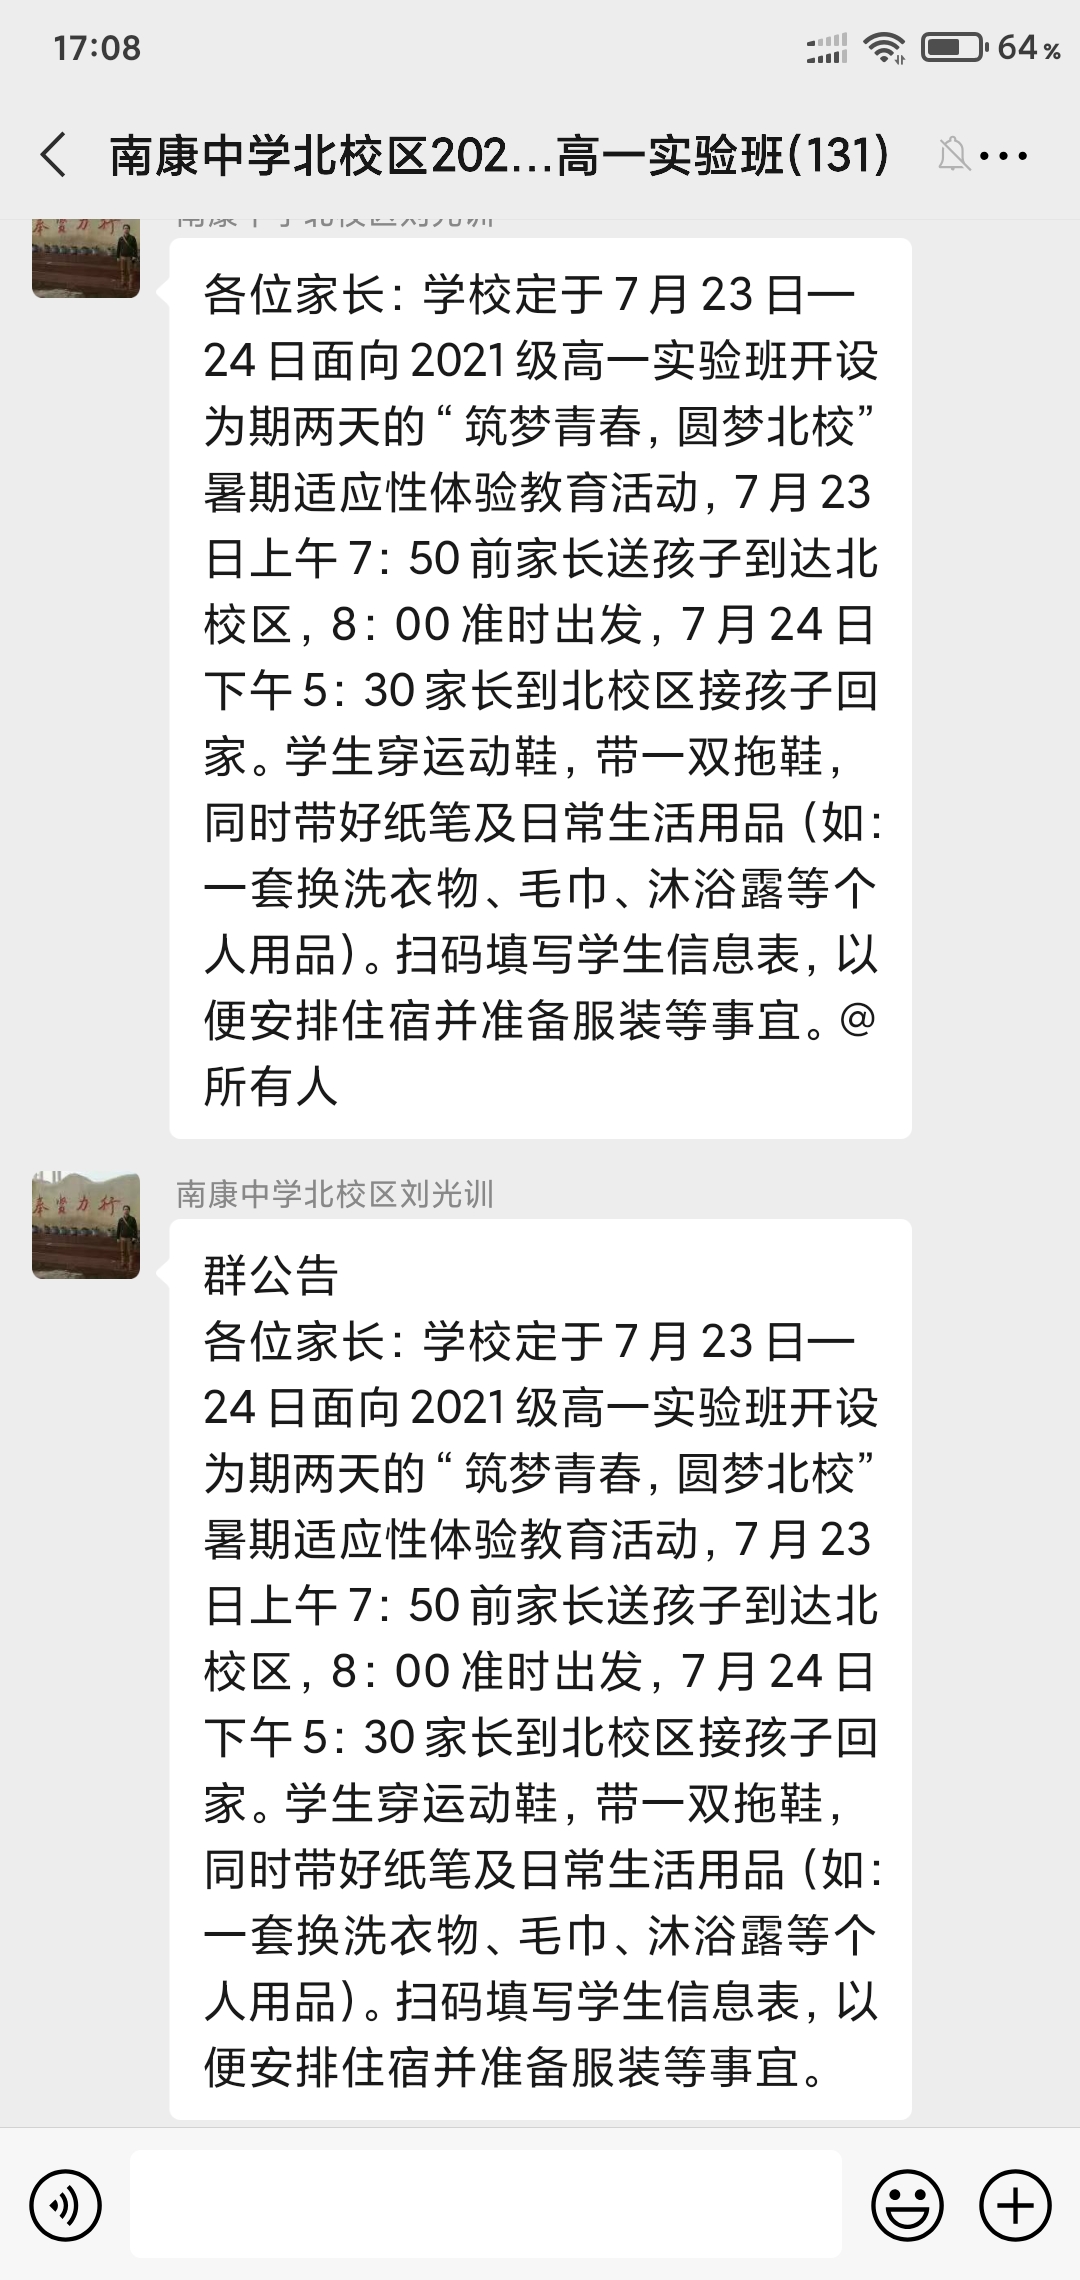 17:08
64%
南康中学北校区202...高一实验班(131)
南康中学北校区刘光训
各位家长：学校定于7月23日—
24日面向2021级高一实验班开设
为期两天的“筑梦青春，圆梦北校”
暑期适应性体验教育活动，7月23
日上午7：50前家长送孩子到达北
校区，8：00准时出发，7月24日
下午5：30家长到北校区接孩子回
家。学生穿运动鞋，带一双拖鞋，
同时带好纸笔及日常生活用品（如：
一套换洗衣物、毛巾、沐浴露等个
人用品）。扫码填写学生信息表，以
便安排住宿并准备服装等事宜。@
所有人
奉贤力行
南康中学北校区刘光训
群公告
各位家长：学校定于7月23日—
24日面向2021级高一实验班开设
为期两天的“筑梦青春，圆梦北校”
暑期适应性体验教育活动，7月23
日上午7：50前家长送孩子到达北
校区，8：00准时出发，7月24日
下午5：30家长到北校区接孩子回
家。学生穿运动鞋，带一双拖鞋，
同时带好纸笔及日常生活用品（如：
一套换洗衣物、毛巾、沐浴露等个
人用品）。扫码填写学生信息表，以
便安排住宿并准备服装等事宜。